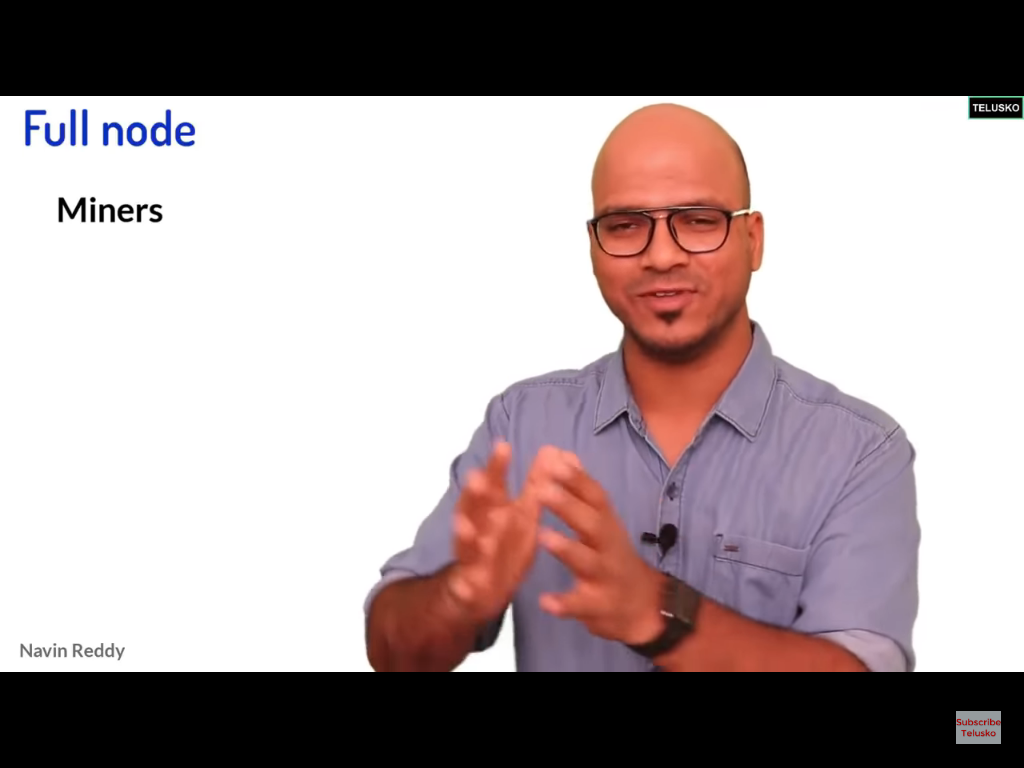 Full node
TELUSKO
Miners
Navin Reddy
Subscribe
Telusko